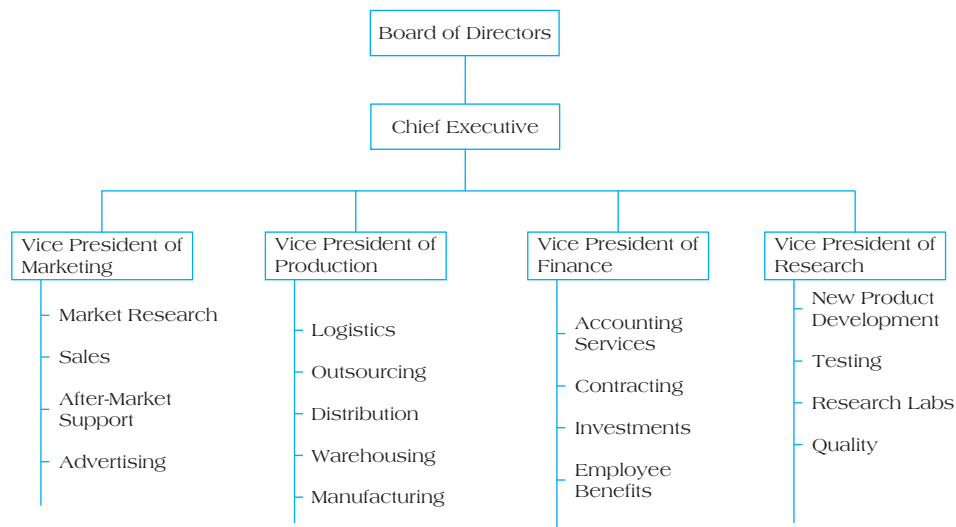 Board of Directors
Chief Executive
Vice President of
Marketing
Market Research
Sales
After-Market
Support
Advertising
Vice President of
Production
Logistics
Outsourcing
Distribution
Warehousing
Manufacturing
Vice President of
Finance
Accounting
Services
Contracting
Investments
Employee
Benefits
Vice President of
Research
New Product
Development
Testing
Research Labs
Quality